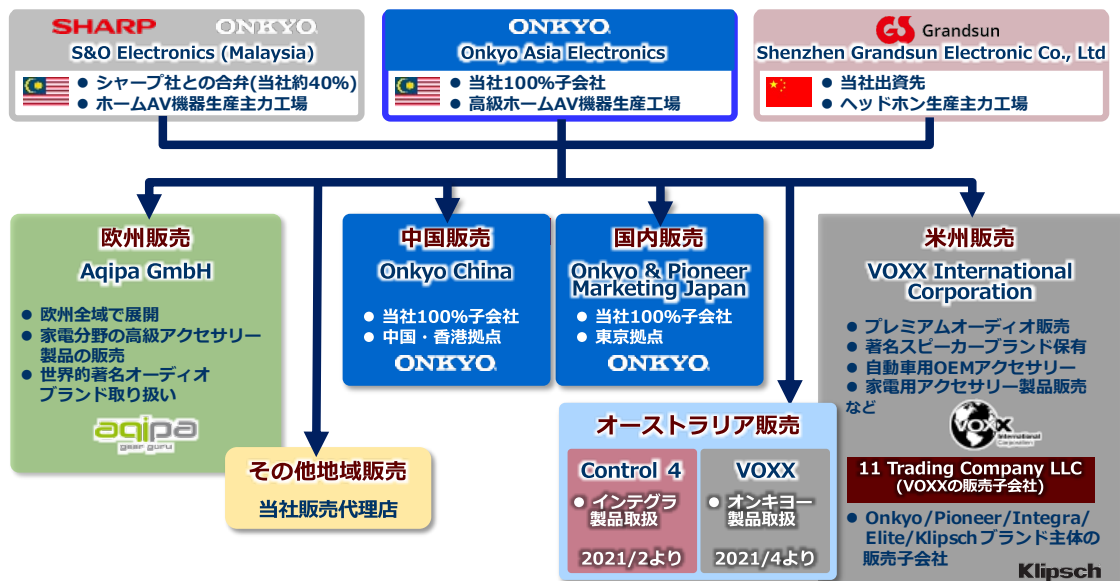 SHARP ONKYO
S&O Electronics (Malaysia)
● シャープ社との合弁(当社約40%)
● ホームAV機器生産主力工場
ONKYO
Onkyo Asia Electronics
● 当社100%子会社
● 高級ホームAV機器生産工場
GS Grandsun
Shenzhen Grandsun Electronic Co., Ltd
● 当社出資先
● ヘッドホン生産主力工場
欧州販売
Aqipa GmbH
● 欧州全域で展開
● 家電分野の高級アクセサリー
製品の販売
● 世界的著名オーディオ
ブランド取り扱い
aqipa
gear guru
その他地域販売
当社販売代理店
中国販売
Onkyo China
● 当社100%子会社
● 中国・香港拠点
ONKYO
国内販売
Onkyo & Pioneer
Marketing Japan
● 当社100%子会社
● 東京拠点
ONKYO
オーストラリア販売
Control 4
● インテグラ
製品取扱
2021/2より
VOXX
● オンキヨー
製品取扱
2021/4より
米州販売
VOXX International
Corporation
● プレミアムオーディオ販売
● 著名スピーカーブランド保有
● 自動車用OEMアクセサリー
● 家電用アクセサリー製品販売
など
VOXX
International
Corporation
11 Trading Company LLC
(VOXXの販売子会社)
● Onkyo/Pioneer/Integra/
Elite/Klipschブランド主体の
販売子会社
Klipsch